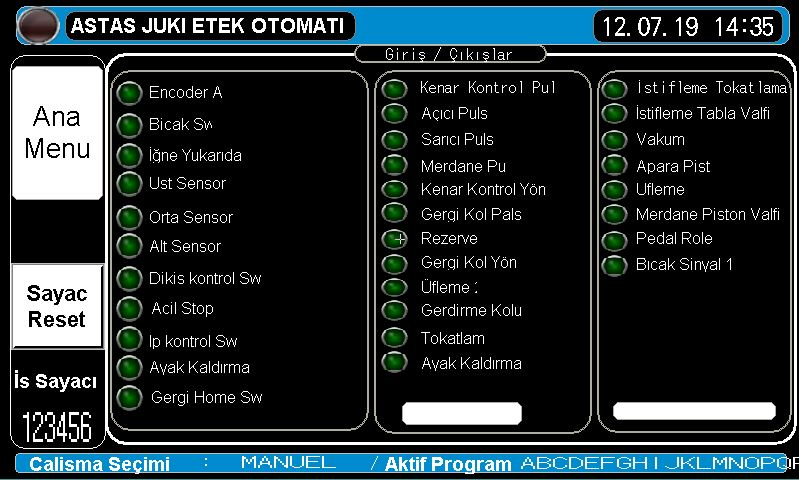 ASTAS JUKI ETEK OTOMATI
12.07.19 14:35
Giriş / Çıkışlar
Ana
Menu
Sayac
Reset
İs Sayacı
123456
Encoder A
Bicak Sw
İğne Yukarıda
Ust Sensor
Orta Sensor
Alt Sensor
Dikis kontrol Sw
Acil Stop
Ip kontrol Sw
Ayak Kaldırma
Gergi Home Sw
Kenar Kontrol Pul
Açıcı Puls
Sarıcı Puls
Merdane Pu
Kenar Kontrol Yön
Gergi Kol Pals
Rezerve
Gergi Kol Yön
Üfleme
Gerdirme Kolu
Tokatlam
Ayak Kaldırma
İstifleme Tokatlama
İstifleme Tabla Valfi
Vakum
Apara Pist
Ufleme
Merdane Piston Valfi
Pedal Role
Bıcak Sinyal 1
Calisma Seçimi : MANUEL / Aktif Program ABCDEFGHIJKLMNOPQR